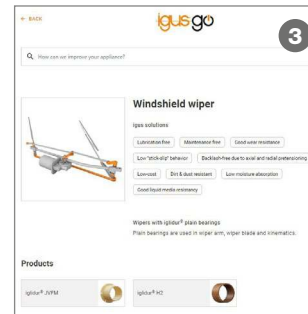 ← BACK
igusgo
3
How can we improve your appliance?
Windshield wiper
igus solutions
Lubrication free Maintenance free Good wear resistance
Low "stick-slip" behavior Backlash-free due to axial and radial pretensioning
Low-cost Dirt & dust resistant Low moisture absorption
Good liquid media resistancy
Wipers with iglidur® plain bearings
Plain bearings are used in wiper arm, wiper blade and kinematics.
Products
iglidur® JVFM iglidur® H2